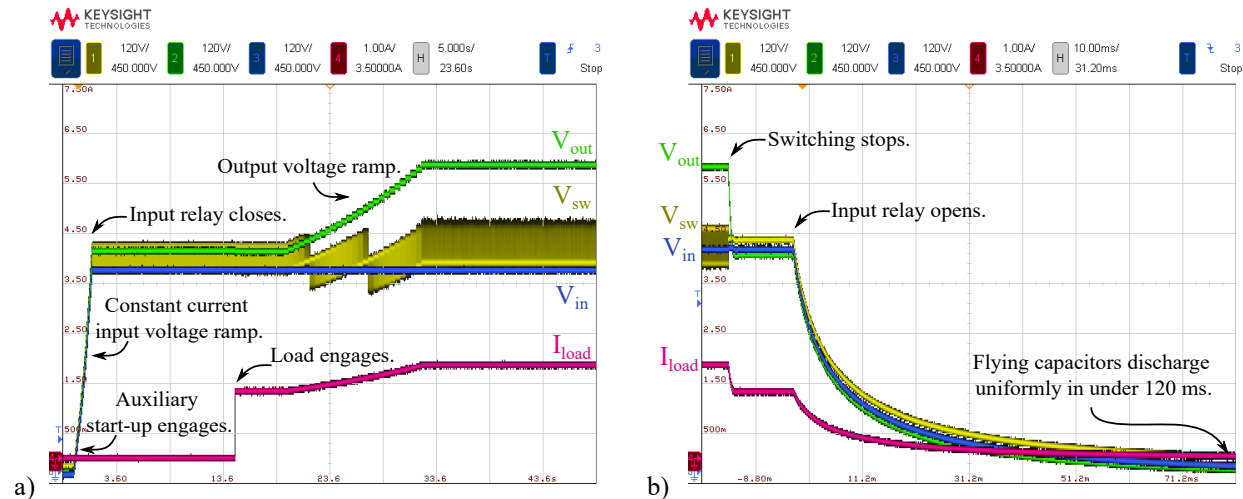 KEYSIGHT
TECHNOLOGIES
1 120V/ 450.000V 2 120V/ 450.000V 3 120V/ 450.000V 4 1.00A/ 3.50000A H 5.000s/ 23.60s T 3 Stop
7.50A
6.50
5.50
4.50
3.50
2.50
1.50
500m
Vout
Output voltage ramp.
Vsw
Input relay closes.
Vin
Constant current
input voltage ramp.
Iload
Load engages.
Auxiliary
start-up engages.
T
3.60 13.6 23.6 33.6 43.6s
a)
KEYSIGHT
TECHNOLOGIES
1 120V/ 450.000V 2 120V/ 450.000V 3 120V/ 450.000V 4 1.00A/ 3.50000A H 10.00ms/ 31.20ms T 3 Stop
7.50A
6.50
5.50
4.50
3.50
2.50
1.50
500m
Switching stops.
Vout
Vsw
Input relay opens.
Vin
T
Iload
Flying capacitors discharge
uniformly in under 120 ms.
-8.80m 11.2m 31.2m 51.2m 71.2ms
b)